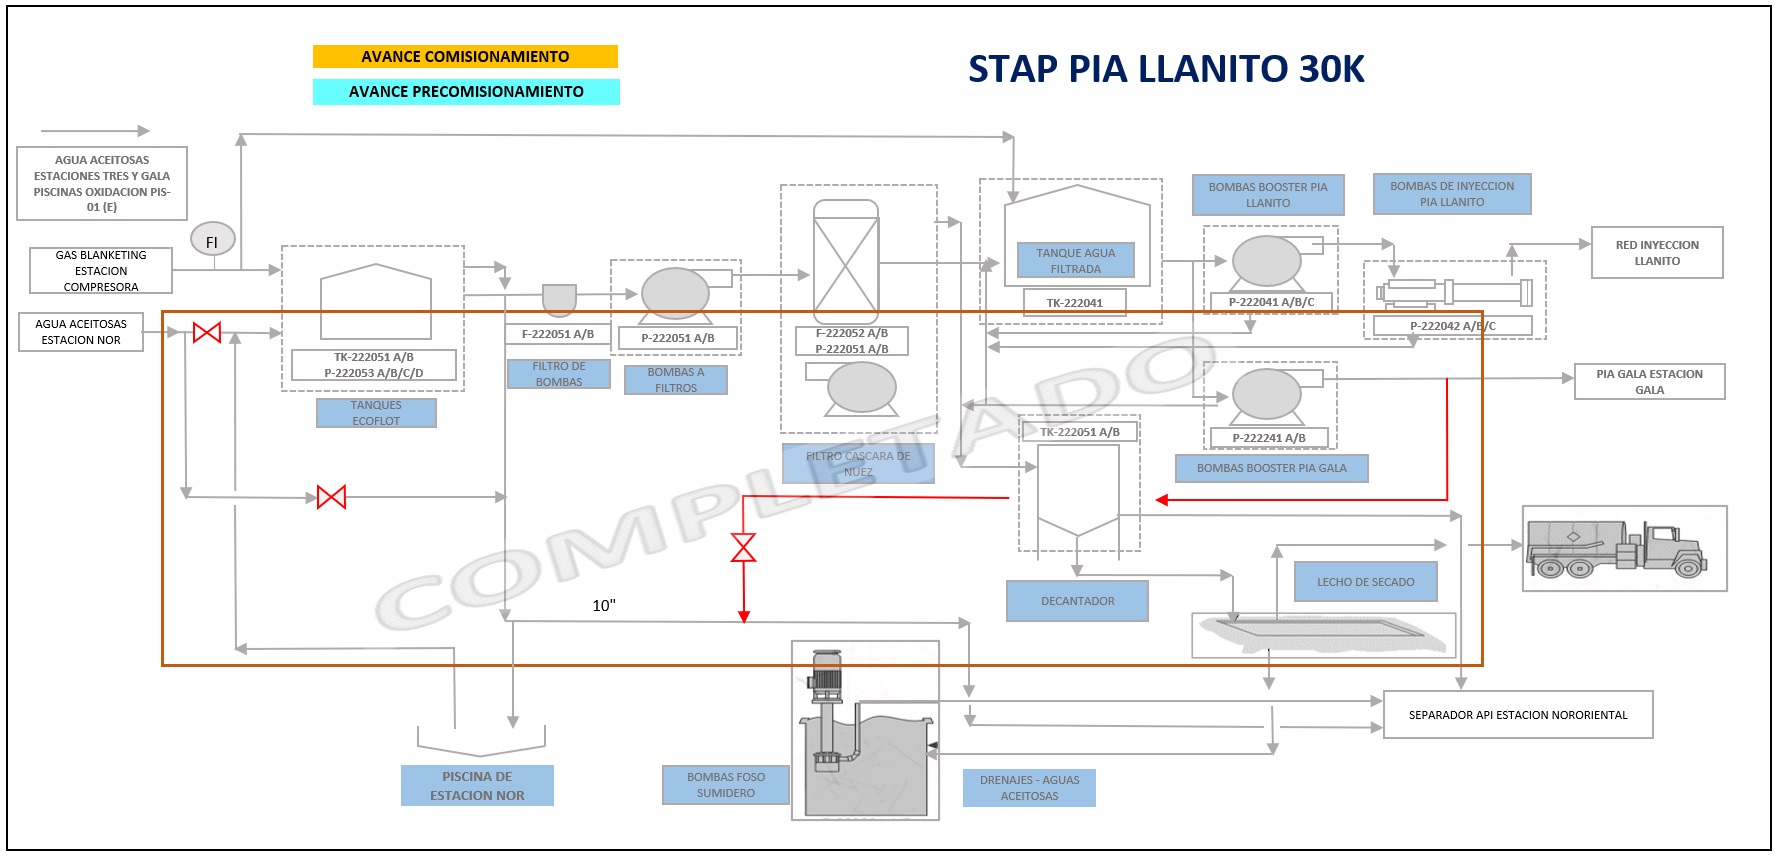 AVANCE COMISIONAMIENTO
AVANCE PRECOMISIONAMIENTO
STAP PIA LLANITO 30K
AGUA ACEITOSAS
ESTACIONES TRES Y GALA
PISCINAS OXIDACION PIS-
01 (E)
FI
GAS BLANKETING
ESTACION
COMPRESORA
AGUA ACEITOSAS
ESTACION NOR
TK-222051 A/B
P-222053 A/B/C/D
TANQUES
ECOFLOT
F-222051 A/B
FILTRO DE
BOMBAS
P-222051 A/B
BOMBAS A
FILTROS
F-222052 A/B
P-222051 A/B
FILTRO CASCARA DE
NUEZ
TANQUE AGUA
FILTRADA
TK-222041
BOMBAS BOOSTER PIA
LLANITO
P-222041 A/B/C
BOMBAS DE INYECCION
PIA LLANITO
P-222042 A/B/C
RED INYECCION
LLANITO
PIA GALA ESTACION
GALA
P-222241 A/B
BOMBAS BOOSTER PIA GALA
TK-222051 A/B
DECANTADOR
LECHO DE SECADO
COMPLETADO
10"
PISCINA DE
ESTACION NOR
BOMBAS FOSO
SUMIDERO
DRENAJES - AGUAS
ACEITOSAS
SEPARADOR API ESTACION NORORIENTAL